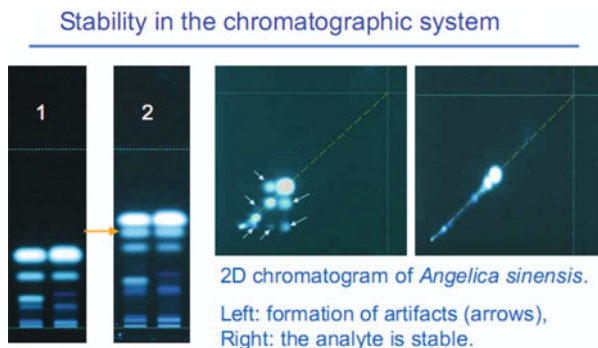 Stability in the chromatographic system
1
2
2D chromatogram of Angelica sinensis.
Left: formation of artifacts (arrows),
Right: the analyte is stable.